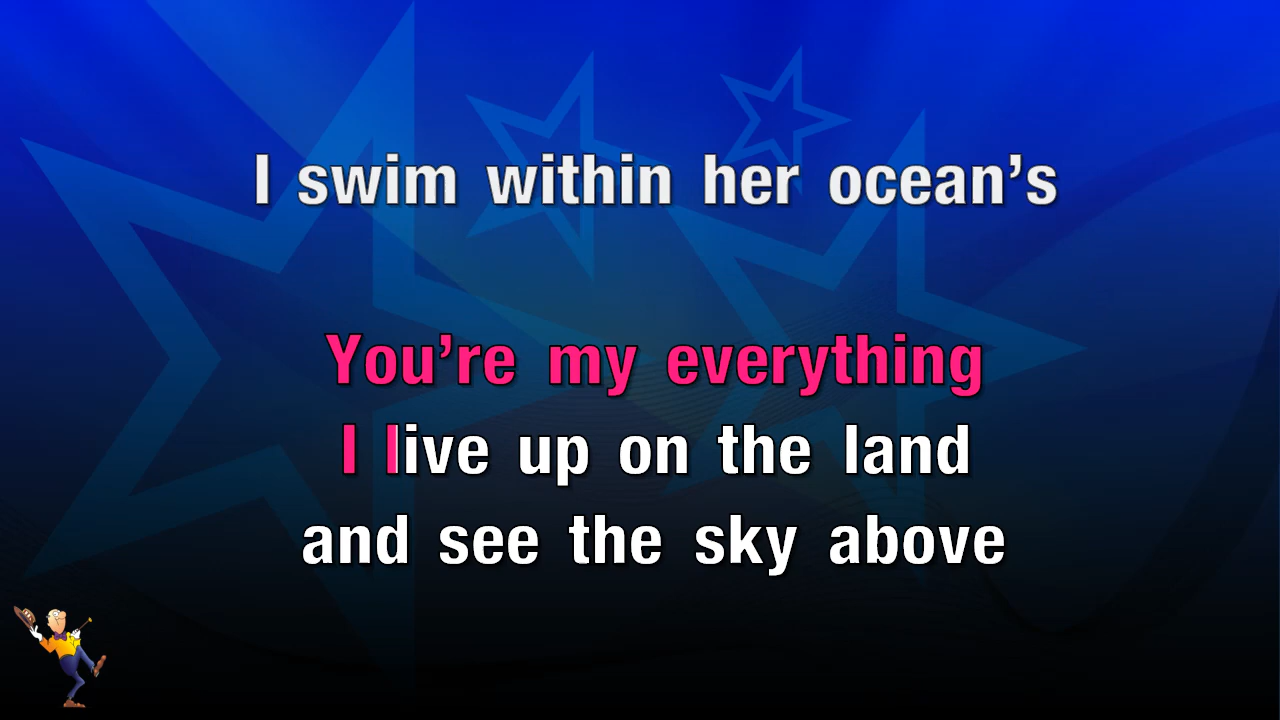 I swim within her ocean’s
You’re my everything
I live up on the land
and see the sky above